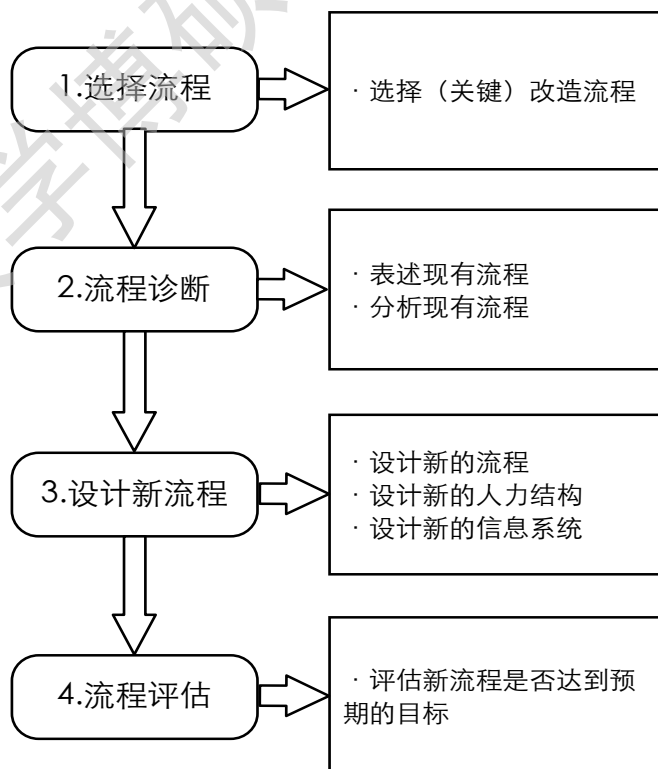 1.选择流程
· 选择（关键）改造流程
2.流程诊断
· 表述现有流程
· 分析现有流程
3.设计新流程
· 设计新的流程
· 设计新的人力结构
· 设计新的信息系统
4.流程评估
· 评估新流程是否达到预
期的目标
学博硕